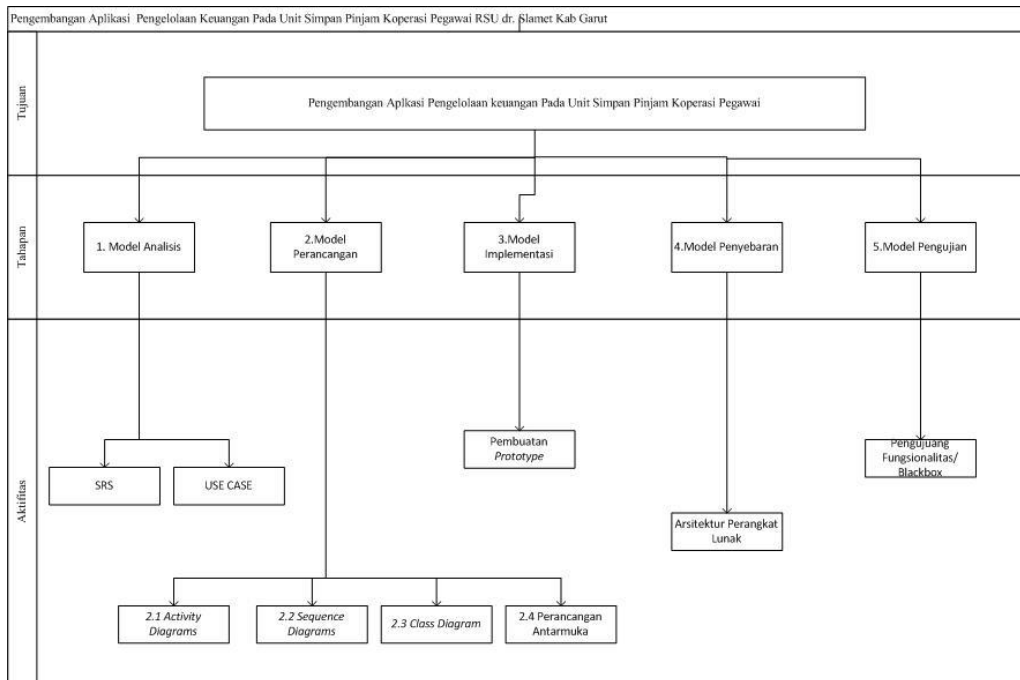 Pengembangan Aplikasi Pengelolaan Keuangan Pada Unit Simpan Pinjam Koperasi Pegawai RSU dr. Slamet Kab Garut
Tujuan
Pengembangan Aplkasi Pengelolaan keuangan Pada Unit Simpan Pinjam Koperasi Pegawai
Tahapan
1. Model Analisis
2.Model
Perancangan
3.Model
Implementasi
4.Model Penyebaran
5.Model Pengujian
Aktifitas
SRS
USE CASE
Pembuatan
Prototype
Pengujuang
Fungsionalitas/
Blackbox
Arsitektur Perangkat
Lunak
2.1 Activity
Diagrams
2.2 Sequence
Diagrams
2.3 Class Diagram
2.4 Perancangan
Antarmuka